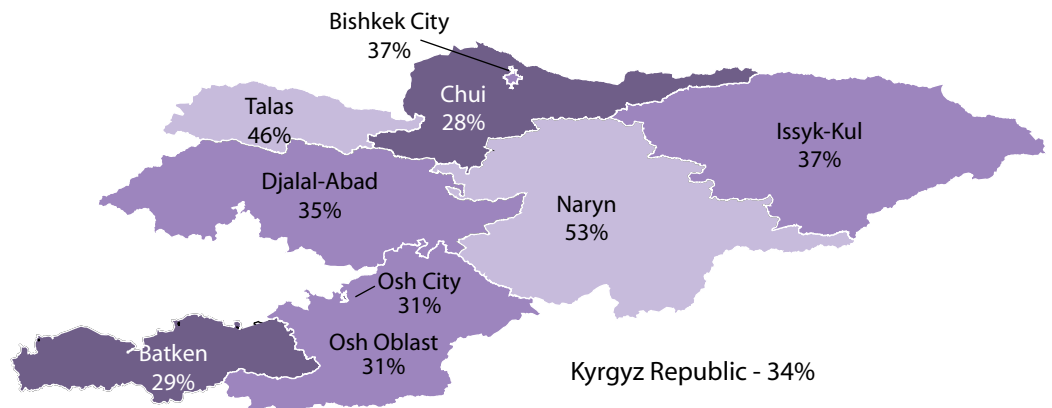 Bishkek City
37%
Talas
46%
Chui
28%
Issyk-Kul
37%
Djalal-Abad
35%
Naryn
53%
Osh City
31%
Osh Oblast
31%
Batken
29%
Kyrgyz Republic - 34%